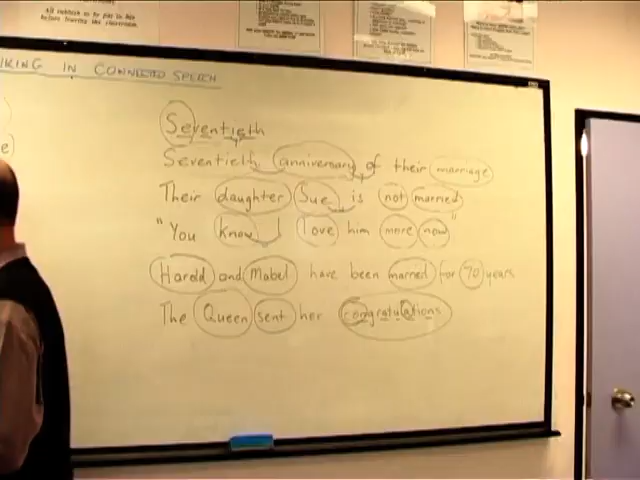 All rubbish to be put in bin
before leaving the classroom.
KING IN CONNECTED SPEECH
e)
Seventieth
Seventieth anniversary of their marriage
Their daughter Sue is not married
"You know I love him more now"
Harold and Mabel have been married for 70 years
The Queen sent her congratulations